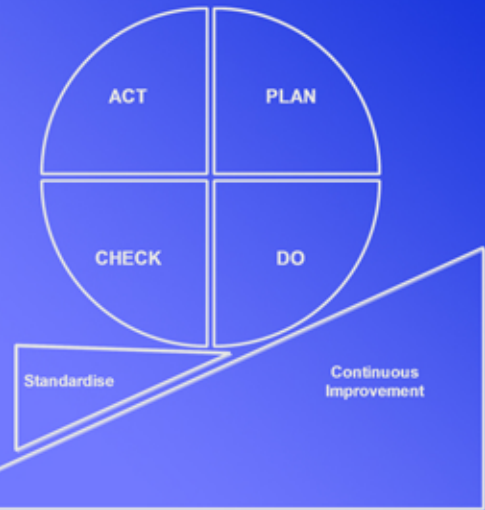 ACT
PLAN
CHECK
DO
Standardise
Continuous
Improvement